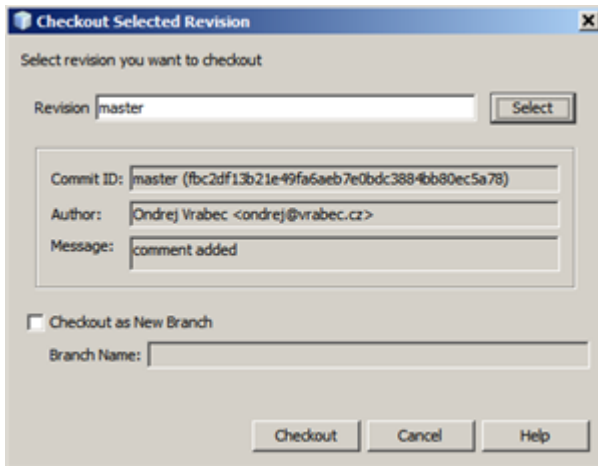 Checkout Selected Revision
Select revision you want to checkout
Revision master Select
Commit ID: master (fbc2df13b21e49fa6aeb7e0bdc3884bb80ec5a78)
Author: Ondrej Vrabec <ondrej@vrabec.cz>
Message: comment added
Checkout as New Branch
Branch Name:
Checkout Cancel Help